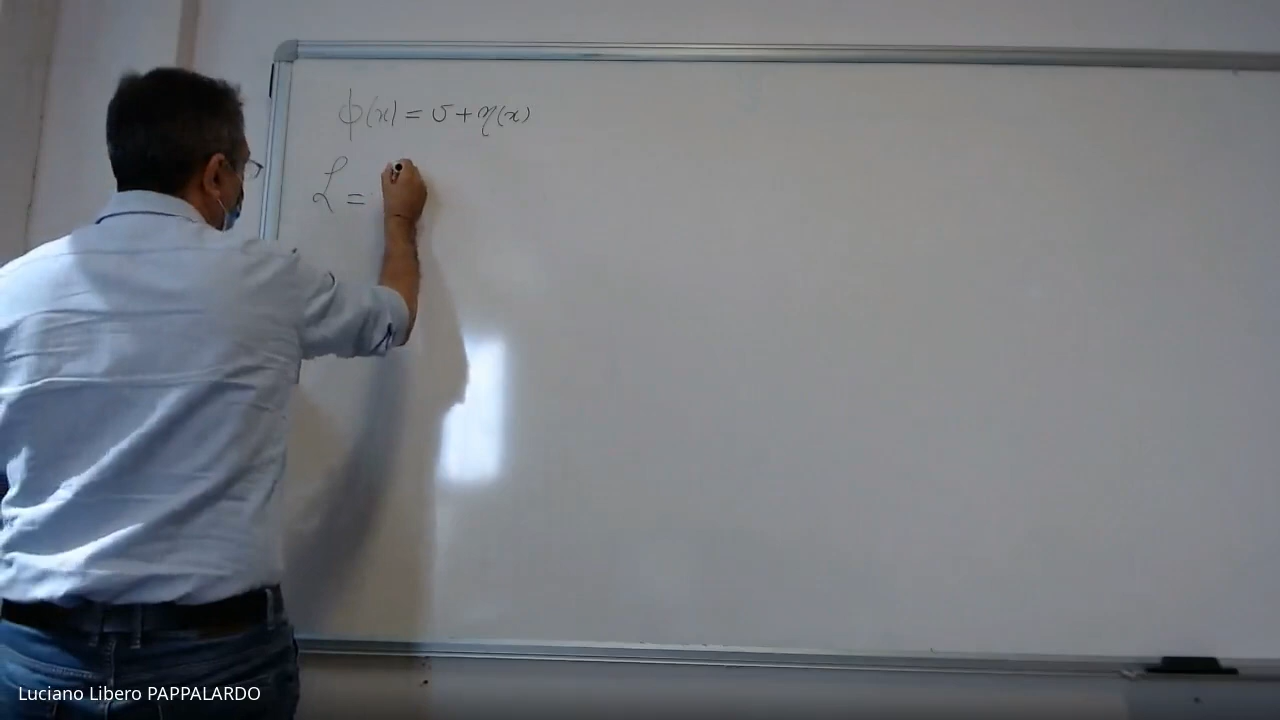 ϕ(x) = v + η(x)
ℒ =
Luciano Libero PAPPALARDO